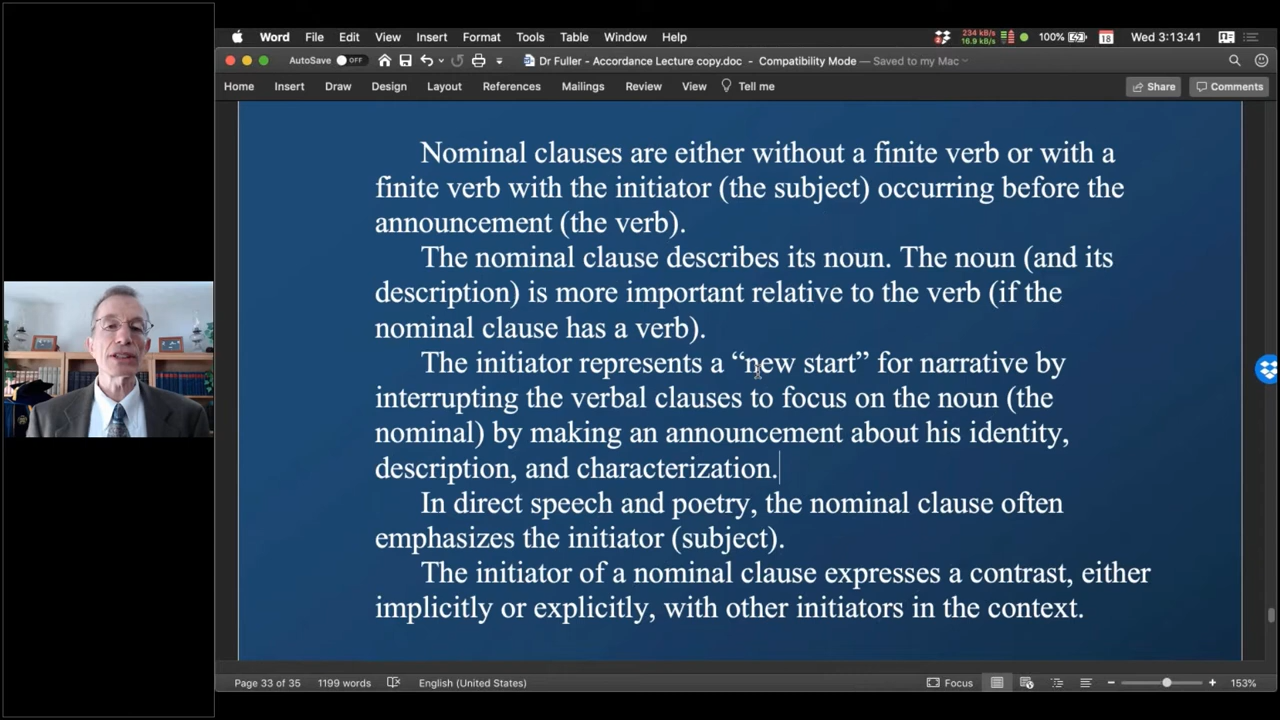 Word File Edit View Insert Format Tools Table Window Help 234 kB/s 16.9 kB/s 100% 18 Wed 3:13:41
AutoSave OFF Dr Fuller - Accordance Lecture copy.doc - Compatibility Mode — Saved to my Mac
Home Insert Draw Design Layout References Mailings Review View Tell me Share Comments
Nominal clauses are either without a finite verb or with a
finite verb with the initiator (the subject) occurring before the
announcement (the verb).
The nominal clause describes its noun. The noun (and its
description) is more important relative to the verb (if the
nominal clause has a verb).
The initiator represents a “new start” for narrative by
interrupting the verbal clauses to focus on the noun (the
nominal) by making an announcement about his identity,
description, and characterization.
In direct speech and poetry, the nominal clause often
emphasizes the initiator (subject).
The initiator of a nominal clause expresses a contrast, either
implicitly or explicitly, with other initiators in the context.
Page 33 of 35 1199 words English (United States) Focus 153%